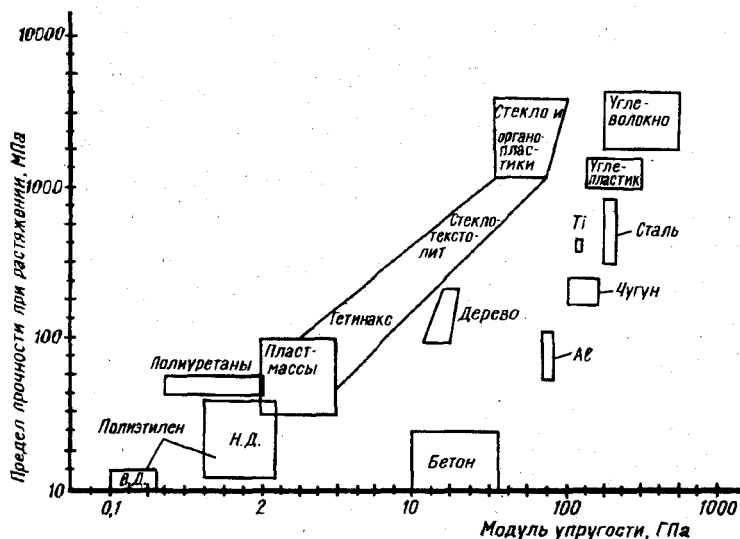 Предел прочности при растяжении, МПа
10000
1000
100
10
Стекло и
органо-
плас-
тики
Угле-
волокно
Угле-
пластик
Стекло-
тексто-
лит
Ti
Сталь
Чугун
Гетинакс
Дерево
Al
Полиуретаны
Пласт-
массы
Полиэтилен
Н.Д.
В.Д.
Бетон
0,1
2
10
100
1000
Модуль упругости, ГПа